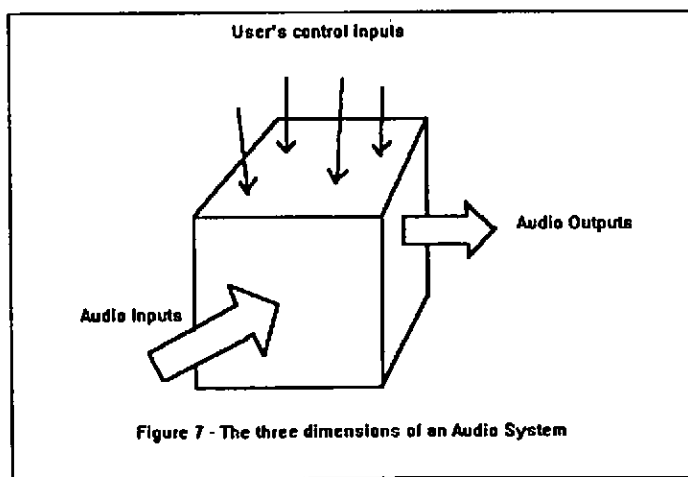 User's control inputs
Audio Outputs
Audio Inputs
Figure 7 - The three dimensions of an Audio System